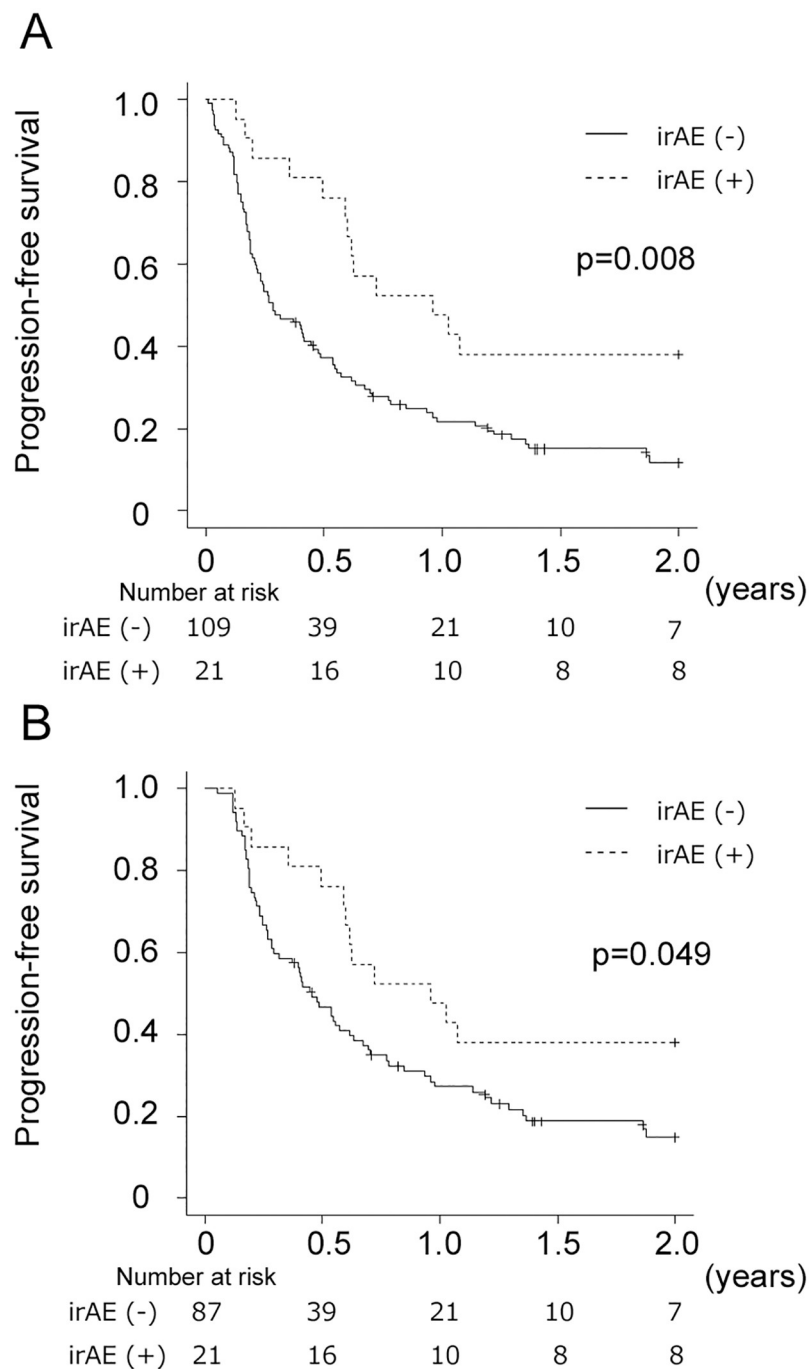 A
Progression-free survival
1.0
0.8
0.6
0.4
0.2
0
irAE (-)
irAE (+)
p=0.008
0 0.5 1.0 1.5 2.0
(years)
Number at risk
irAE (-) 109 39 21 10 7
irAE (+) 21 16 10 8 8
B
Progression-free survival
1.0
0.8
0.6
0.4
0.2
0
irAE (-)
irAE (+)
p=0.049
0 0.5 1.0 1.5 2.0
(years)
Number at risk
irAE (-) 87 39 21 10 7
irAE (+) 21 16 10 8 8